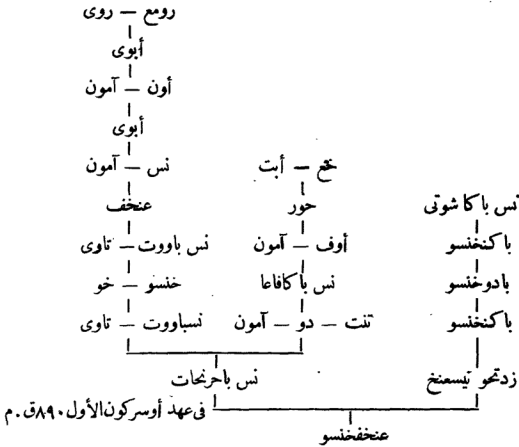 رومع — روى
أبوى
أون — آمون
أبوى
نس — آمون خع — أبت
عنخف حور نس باكا شوتى
نس باووت — تاوى أوف — آمون باكنخنسو
خنسو — خو نس باكافاعا بادوخنسو
نسباووت — تاوى تنت — دو — آمون باكنخنسو
نس باحرنحات زدتحو تيسعنخ
فى عهد أوسركون الأول ٨٩٠ ق . م
عنخفخنسو